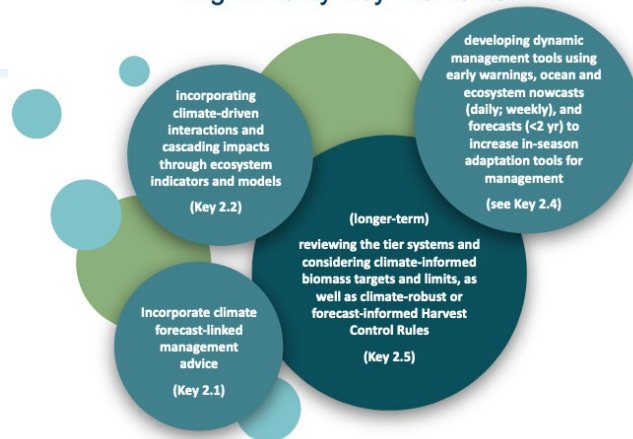 developing dynamic
management tools using
early warnings, ocean and
ecosystem nowcasts
(daily; weekly), and
forecasts (<2 yr) to
increase in-season
adaptation tools for
management
(see Key 2.4)
incorporating
climate-driven
interactions and
cascading impacts
through ecosystem
indicators and models
(Key 2.2)
(longer-term)
reviewing the tier systems and
considering climate-informed
biomass targets and limits, as
well as climate-robust or
forecast-informed Harvest
Control Rules
(Key 2.5)
Incorporate climate
forecast-linked
management
advice
(Key 2.1)